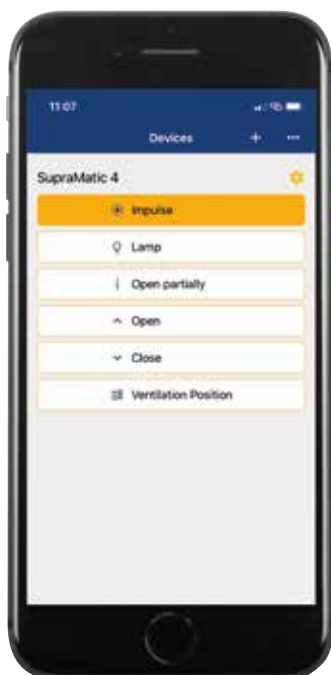 11:07
Devices + ···
SupraMatic 4
Impulse
Lamp
Open partially
Open
Close
Ventilation Position